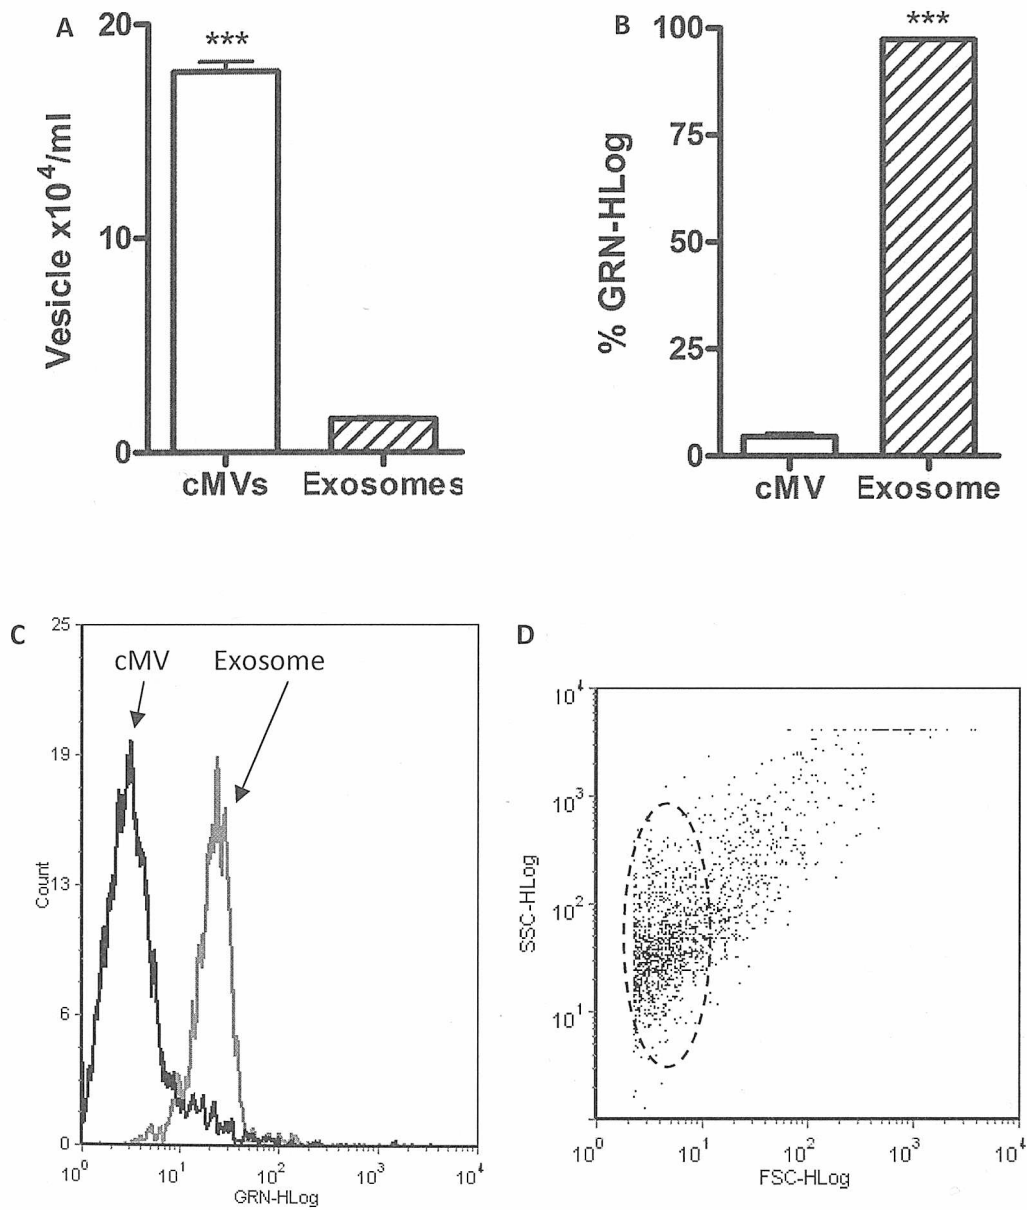 A
***
20
10
0
Vesicle x10⁴/ml
cMVs Exosomes
B
***
100
75
50
25
0
% GRN-HLog
cMV Exosome
C
25
19
13
6
0
Count
cMV Exosome
10⁰ 10¹ 10² 10³ 10⁴
GRN-HLog
D
10⁴
10³
10²
10¹
SSC-HLog
10⁰ 10¹ 10² 10³ 10⁴
FSC-HLog